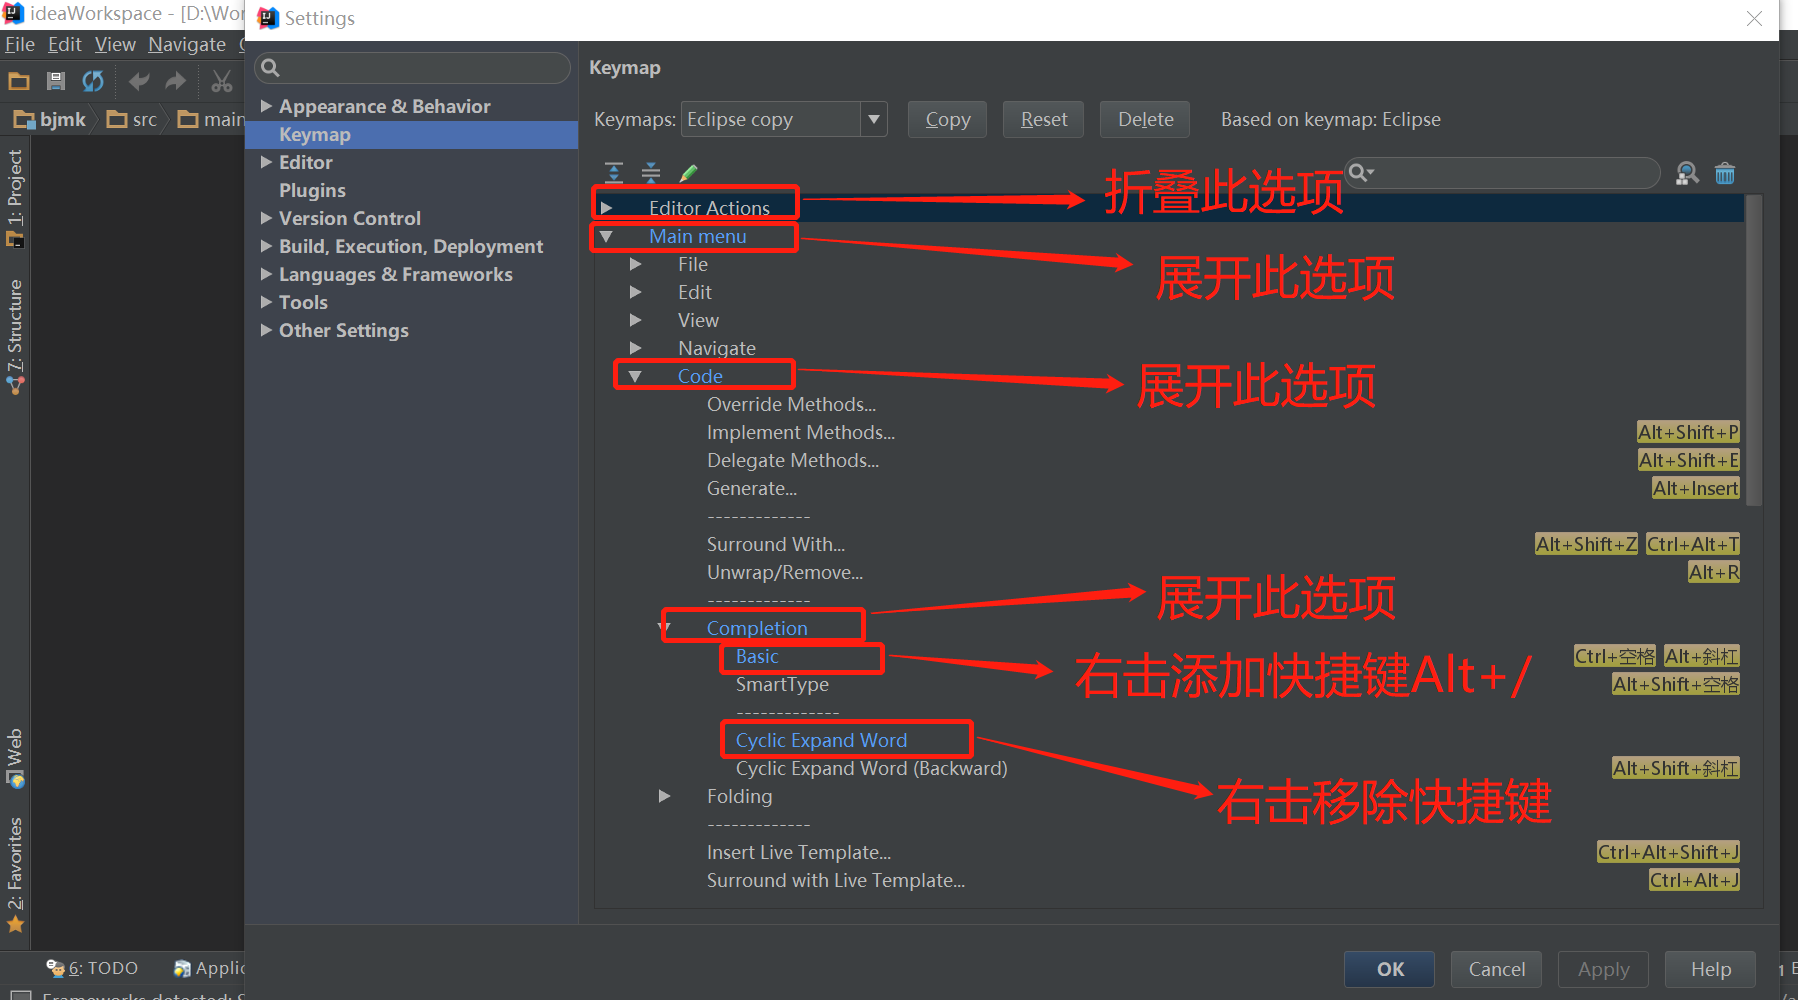 ideaWorkspace - [D:\Wor
Settings
File Edit View Navigate
Keymap
Keymaps: Eclipse copy Copy Reset Delete Based on keymap: Eclipse
bjmk src main
Appearance & Behavior
Keymap
Editor
Plugins
Version Control
Build, Execution, Deployment
Languages & Frameworks
Tools
Other Settings
1: Project
7: Structure
Web
2: Favorites
Editor Actions 折叠此选项
Main menu 展开此选项
File
Edit
View
Navigate
Code 展开此选项
Override Methods...
Implement Methods... Alt+Shift+P
Delegate Methods... Alt+Shift+E
Generate... Alt+Insert
-------------
Surround With... Alt+Shift+Z Ctrl+Alt+T
Unwrap/Remove... Alt+R
-------------
Completion 展开此选项
Basic 右击添加快捷键Alt+/ Ctrl+空格 Alt+斜杠
SmartType Alt+Shift+空格
-------------
Cyclic Expand Word 右击移除快捷键
Cyclic Expand Word (Backward) Alt+Shift+斜杠
Folding
-------------
Insert Live Template... Ctrl+Alt+Shift+J
Surround with Live Template... Ctrl+Alt+J
6: TODO Applic
OK Cancel Apply Help
Frameworks detected: S